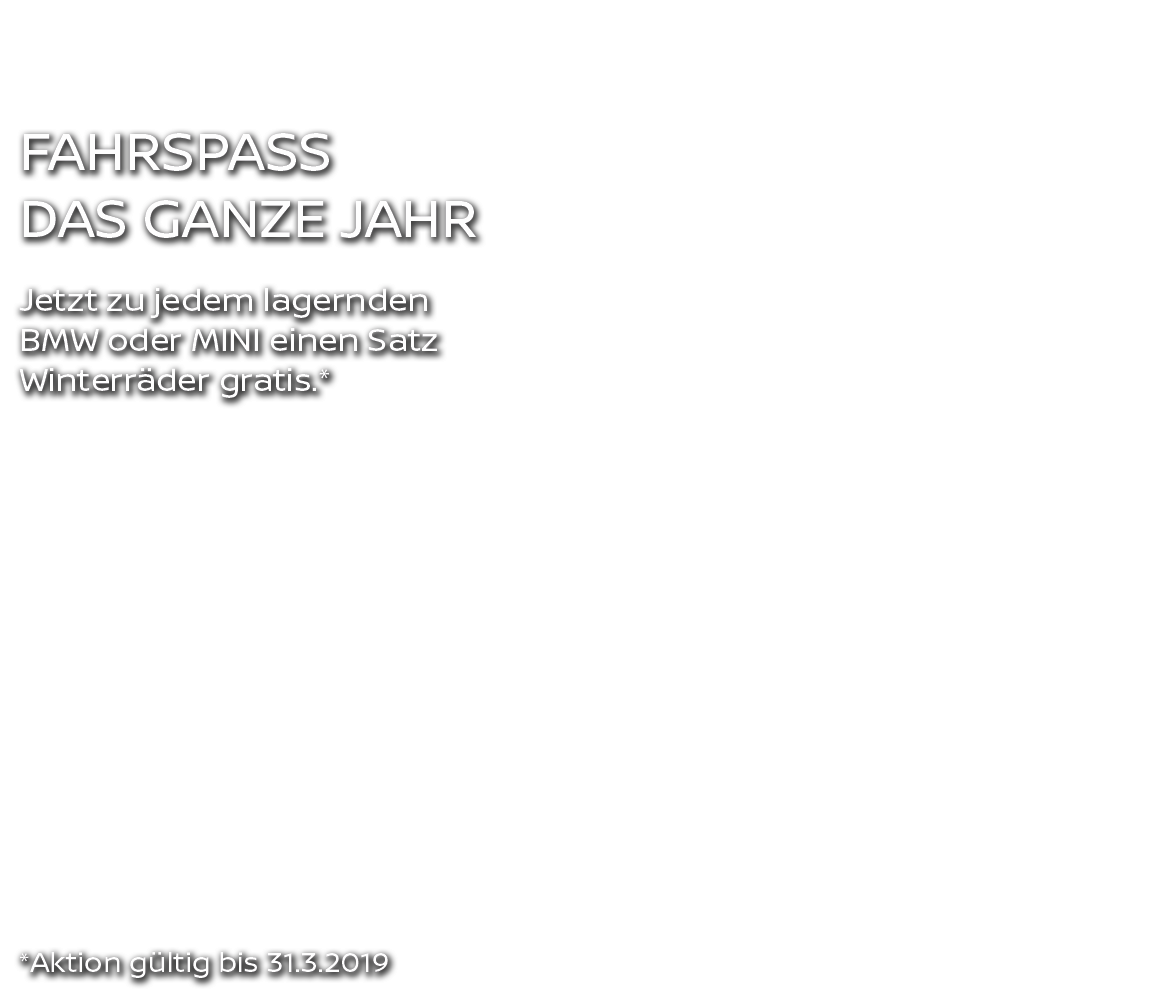 FAHRSPASS
DAS GANZE JAHR
Jetzt zu jedem lagernden
BMW oder MINI einen Satz
Winterräder gratis.*
*Aktion gültig bis 31.3.2019